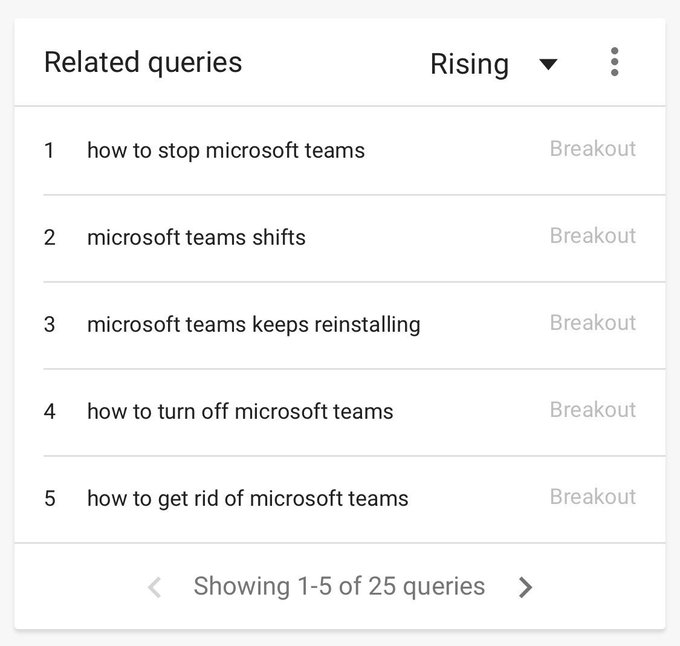 Related queries Rising
1 how to stop microsoft teams Breakout
2 microsoft teams shifts Breakout
3 microsoft teams keeps reinstalling Breakout
4 how to turn off microsoft teams Breakout
5 how to get rid of microsoft teams Breakout
Showing 1-5 of 25 queries